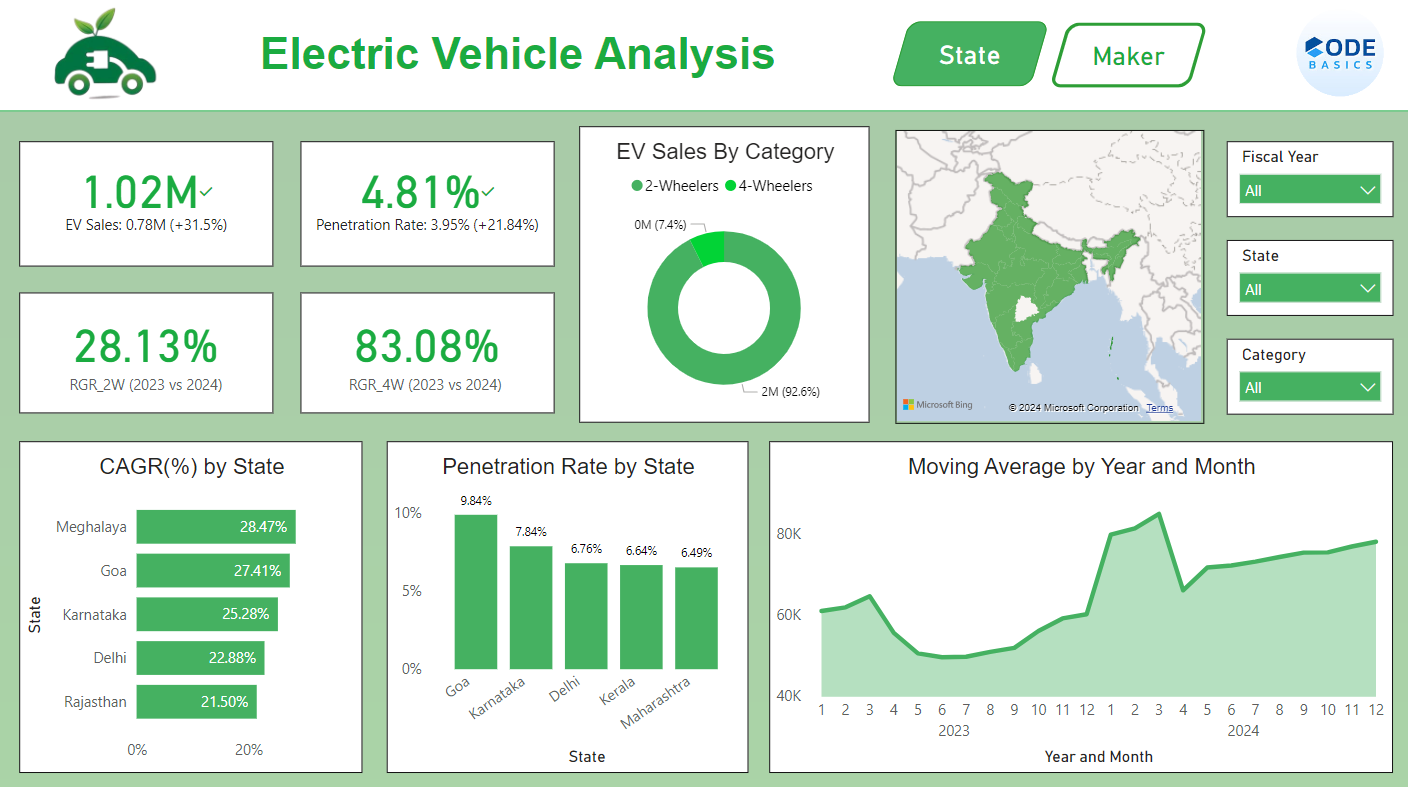 Electric Vehicle Analysis
State
Maker
CODE
BASICS
1.02M
EV Sales: 0.78M (+31.5%)
4.81%
Penetration Rate: 3.95% (+21.84%)
28.13%
RGR_2W (2023 vs 2024)
83.08%
RGR_4W (2023 vs 2024)
EV Sales By Category
2-Wheelers 4-Wheelers
0M (7.4%)
2M (92.6%)
Microsoft Bing
© 2024 Microsoft Corporation Terms
Fiscal Year
All
State
All
Category
All
CAGR(%) by State
State
Meghalaya 28.47%
Goa 27.41%
Karnataka 25.28%
Delhi 22.88%
Rajasthan 21.50%
0% 20%
Penetration Rate by State
10%
5%
0%
9.84%
7.84%
6.76%
6.64%
6.49%
Goa
Karnataka
Delhi
Kerala
Maharashtra
State
Moving Average by Year and Month
80K
60K
40K
1 2 3 4 5 6 7 8 9 10 11 12 1 2 3 4 5 6 7 8 9 10 11 12
2023 2024
Year and Month